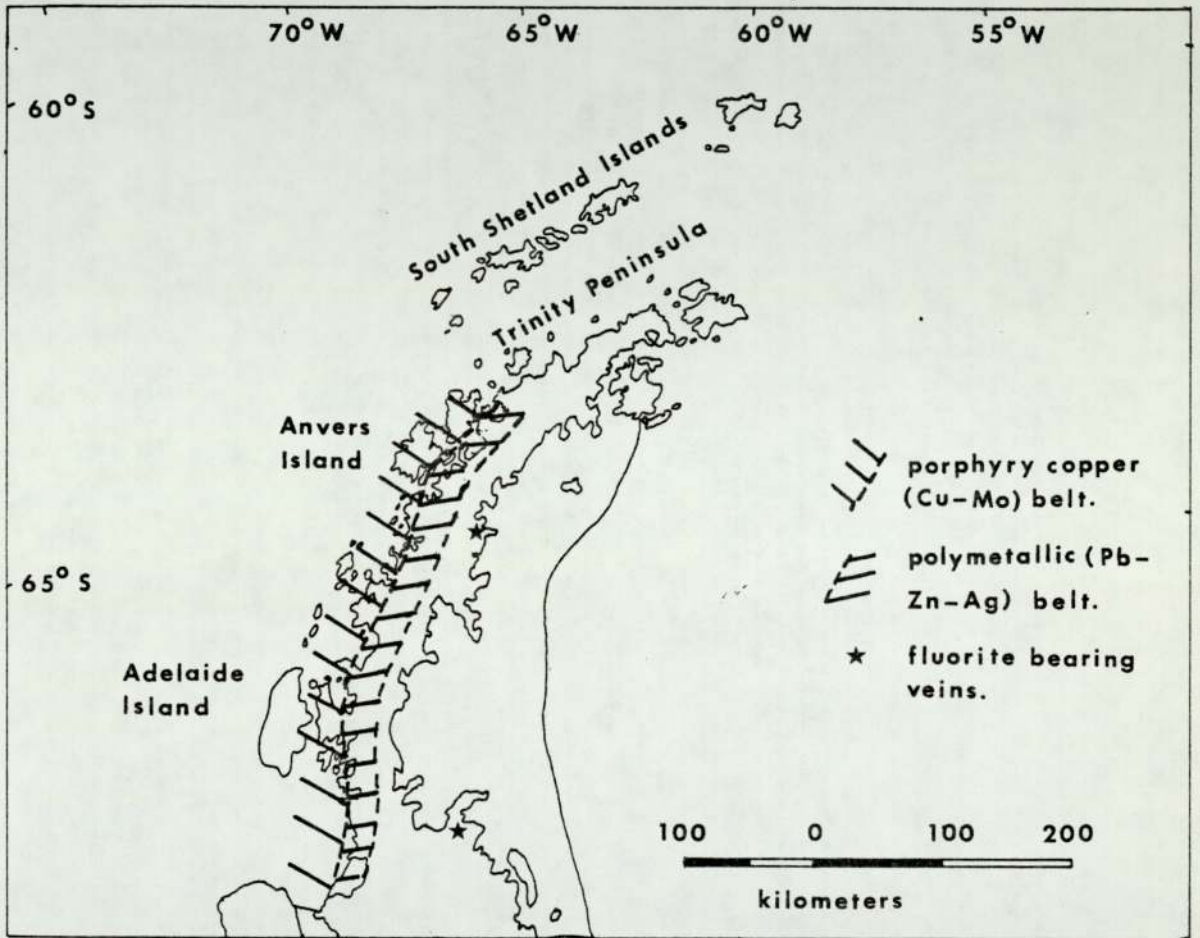 70°W 65°W 60°W 55°W
60°S
South Shetland Islands
Trinity Peninsula
Anvers
Island
porphyry copper
(Cu–Mo) belt.
polymetallic (Pb–
Zn–Ag) belt.
65°S
fluorite bearing
veins.
Adelaide
Island
100 0 100 200
kilometers